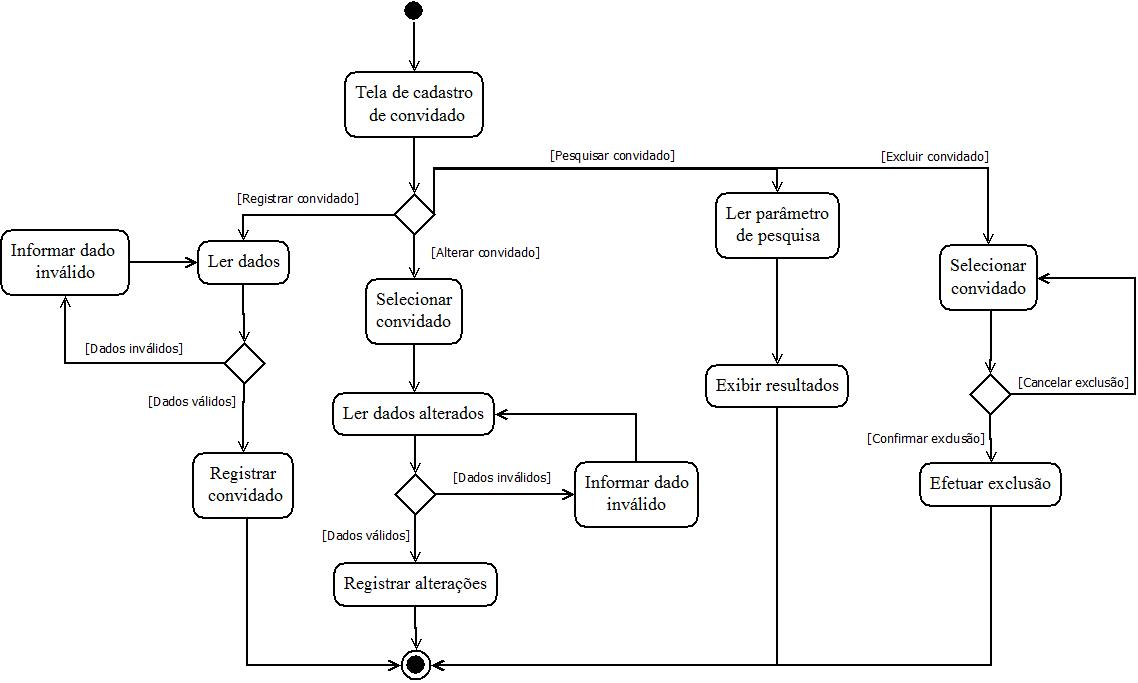 Tela de cadastro
de convidado
[Pesquisar convidado]
[Excluir convidado]
[Registrar convidado]
[Alterar convidado]
Informar dado
inválido
Ler dados
[Dados inválidos]
[Dados válidos]
Registrar
convidado
Selecionar
convidado
Ler dados alterados
[Dados inválidos]
Informar dado
inválido
[Dados válidos]
Registrar alterações
Ler parâmetro
de pesquisa
Exibir resultados
Selecionar
convidado
[Cancelar exclusão]
[Confirmar exclusão]
Efetuar exclusão